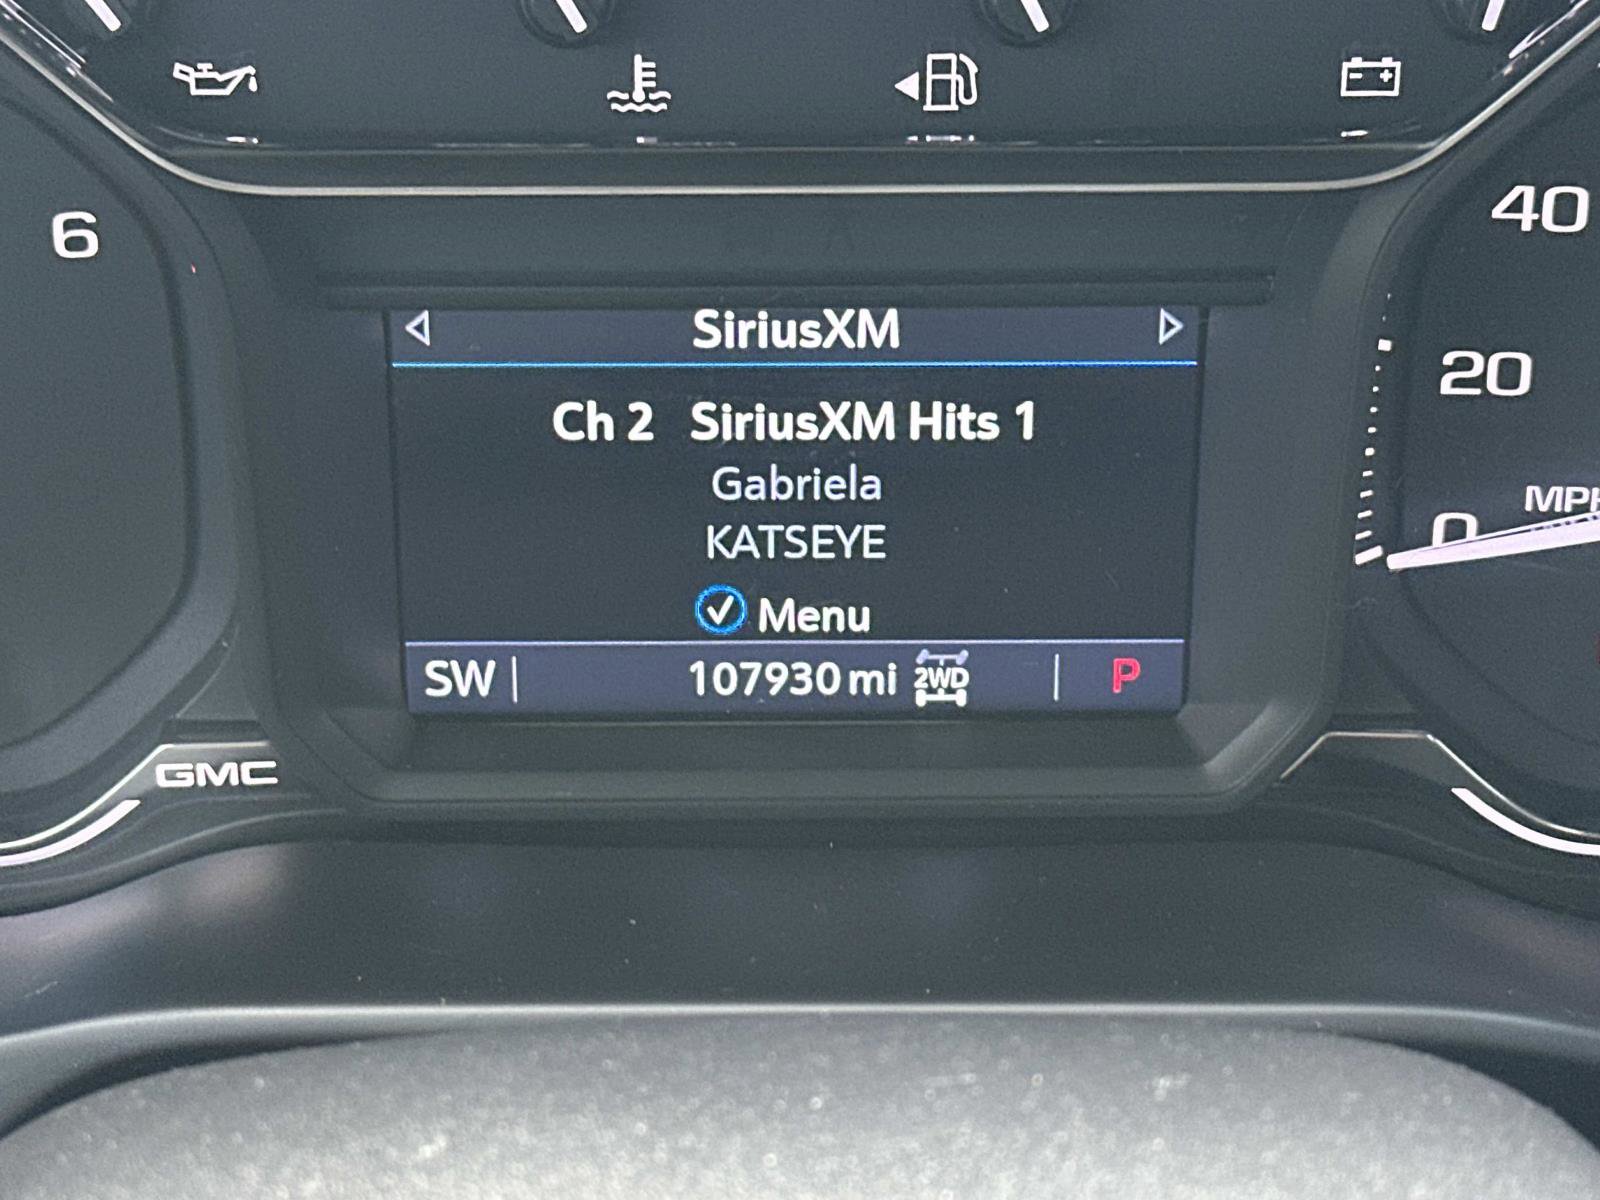 6
40
SiriusXM
20
Ch 2 SiriusXM Hits 1
Gabriela
KATSEYE
MPH
0
Menu
SW 107930 mi 2WD P
GMC